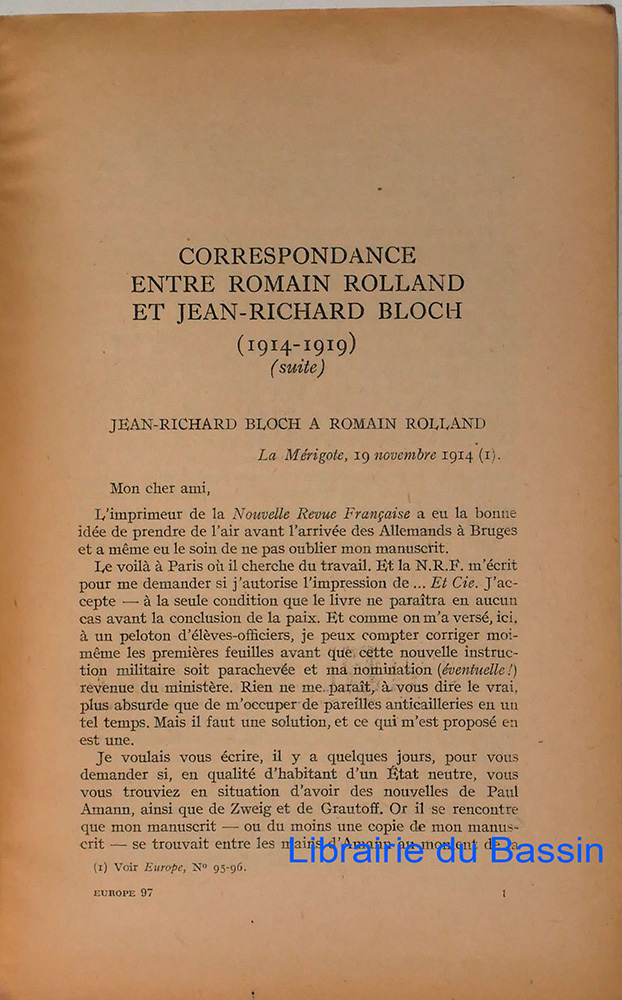 CORRESPONDANCE
ENTRE ROMAIN ROLLAND
ET JEAN-RICHARD BLOCH
(1914-1919)
(suite)
JEAN-RICHARD BLOCH A ROMAIN ROLLAND
La Mérigote, 19 novembre 1914 (1).
Mon cher ami,
L'imprimeur de la Nouvelle Revue Française a eu la bonne
idée de prendre de l'air avant l'arrivée des Allemands à Bruges
et a même eu le soin de ne pas oublier mon manuscrit.
Le voilà à Paris où il cherche du travail. Et la N.R.F. m'écrit
pour me demander si j'autorise l'impression de ... Et Cie. J'ac-
cepte — à la seule condition que le livre ne paraîtra en aucun
cas avant la conclusion de la paix. Et comme on m'a versé, ici,
à un peloton d'élèves-officiers, je peux compter corriger moi-
même les premières feuilles avant que cette nouvelle instruc-
tion militaire soit parachevée et ma nomination (éventuelle !)
revenue du ministère. Rien ne me paraît, à vous dire le vrai,
plus absurde que de m'occuper de pareilles anticailleries en un
tel temps. Mais il faut une solution, et ce qui m'est proposé en
est une.
Je voulais vous écrire, il y a quelques jours, pour vous
demander si, en qualité d'habitant d'un État neutre, vous
vous trouviez en situation d'avoir des nouvelles de Paul
Amann, ainsi que de Zweig et de Grautoff. Or il se rencontre
que mon manuscrit — ou du moins une copie de mon manus-
crit — se trouvait entre les mains d'Amann au moment de la
Librairie du Bassin
(1) Voir Europe, N° 95-96.
EUROPE 97 1